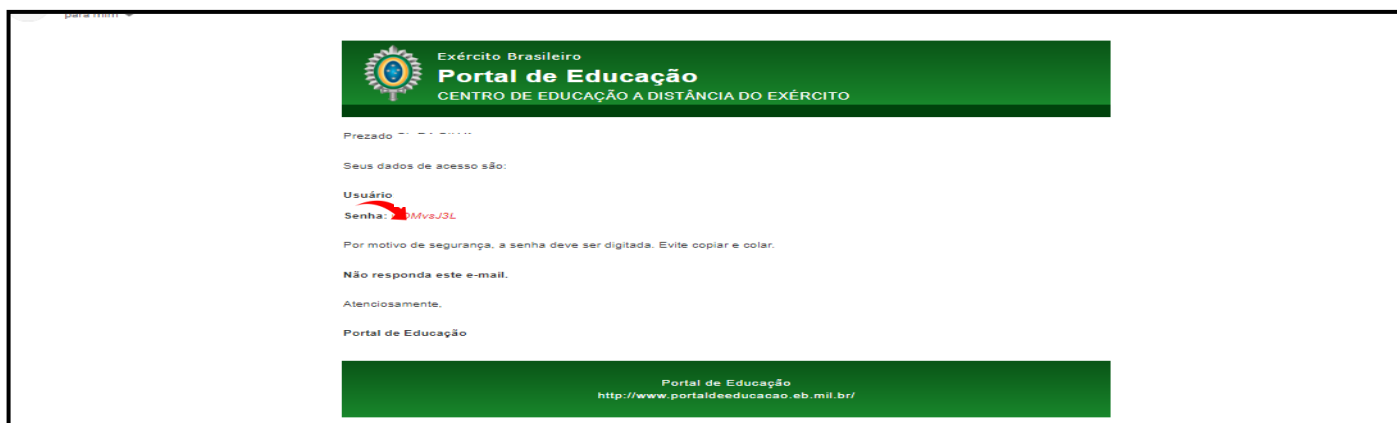 para mim
Exército Brasileiro
Portal de Educação
CENTRO DE EDUCAÇÃO A DISTÂNCIA DO EXÉRCITO
Prezado
Seus dados de acesso são:
Usuário
Senha:
Por motivo de segurança, a senha deve ser digitada. Evite copiar e colar.
Não responda este e-mail.
Atenciosamente,
Portal de Educação
Portal de Educação
http://www.portaldeeducacao.eb.mil.br/